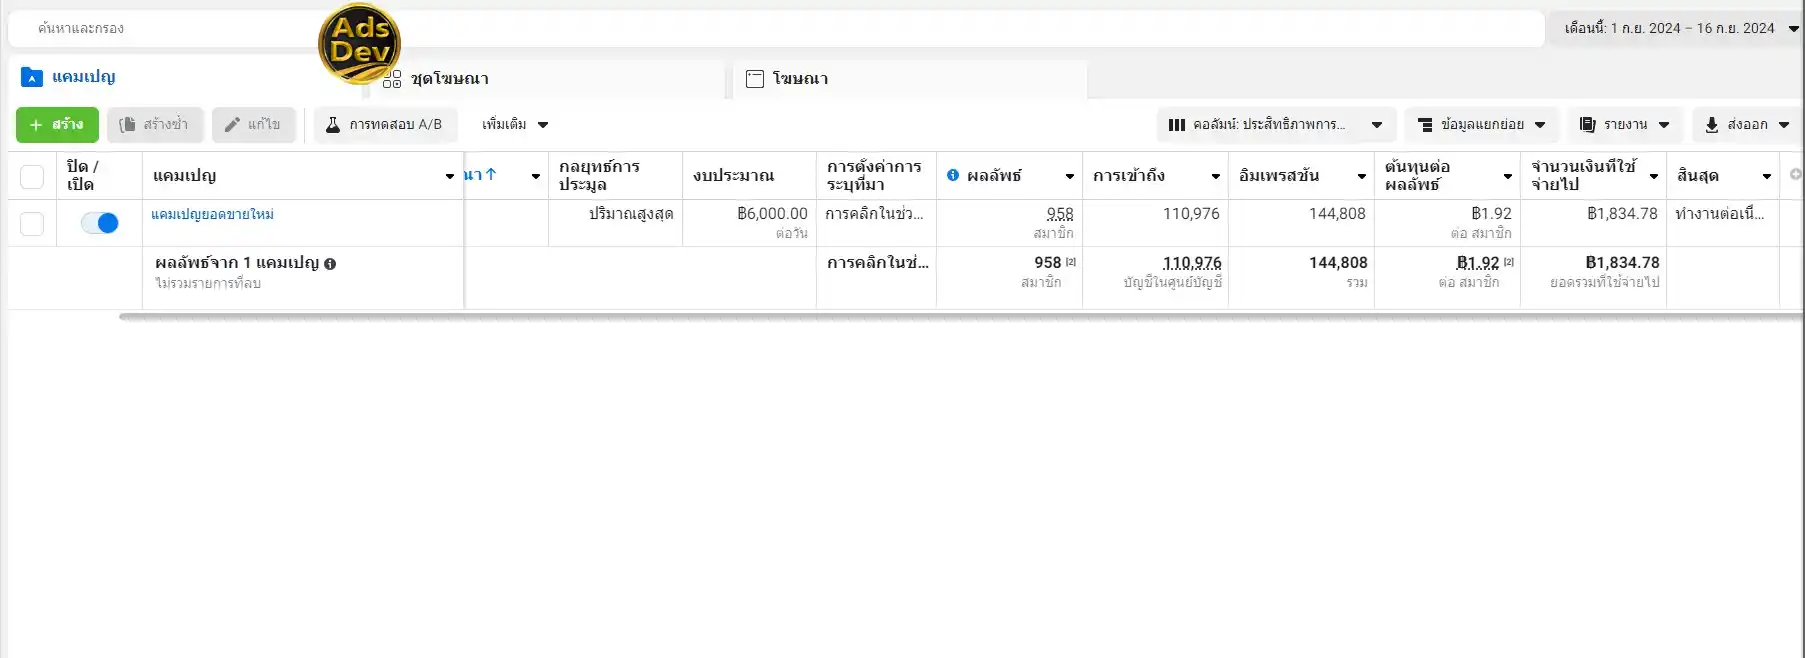 ค้นหาและกรอง
Ads
Dev
เดือนนี้: 1 ก.ย. 2024 – 16 ก.ย. 2024
แคมเปญ
ชุดโฆษณา
โฆษณา
+ สร้าง
สร้างซ้ำ
แก้ไข
การทดสอบ A/B
เพิ่มเติม
คอลัมน์: ประสิทธิภาพการ...
ข้อมูลแยกย่อย
รายงาน
ส่งออก
ปิด /
เปิด
แคมเปญ
ณา↑
กลยุทธ์การ
ประมูล
งบประมาณ
การตั้งค่าการ
ระบุที่มา
ผลลัพธ์
การเข้าถึง
อิมเพรสชัน
ต้นทุนต่อ
ผลลัพธ์
จำนวนเงินที่ใช้
จ่ายไป
สิ้นสุด
แคมเปญยอดขายใหม่
ปริมาณสูงสุด
฿6,000.00
ต่อวัน
การคลิกในช่ว...
958
สมาชิก
110,976
144,808
฿1.92
ต่อ สมาชิก
฿1,834.78
ทำงานต่อเนื่...
ผลลัพธ์จาก 1 แคมเปญ
ไม่รวมรายการที่ลบ
การคลิกในช่...
958 [2]
สมาชิก
110,976
บัญชีในศูนย์บัญชี
144,808
รวม
฿1.92 [2]
ต่อ สมาชิก
฿1,834.78
ยอดรวมที่ใช้จ่ายไป